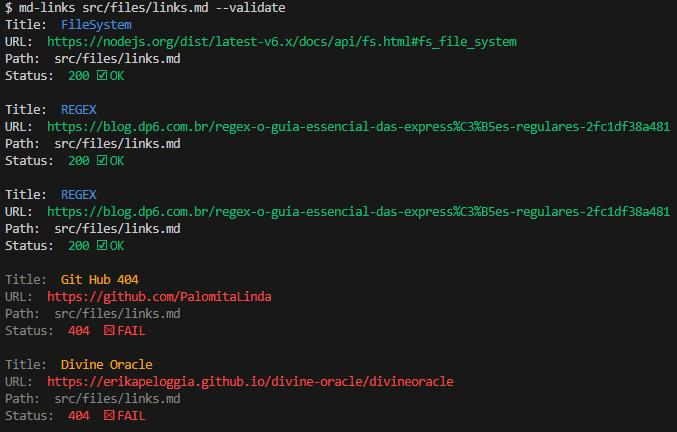 $ md-links src/files/links.md --validate
Title: FileSystem
URL: https://nodejs.org/dist/latest-v6.x/docs/api/fs.html#fs_file_system
Path: src/files/links.md
Status: 200 ☑OK
Title: REGEX
URL: https://blog.dp6.com.br/regex-o-guia-essencial-das-express%C3%B5es-regulares-2fc1df38a481
Path: src/files/links.md
Status: 200 ☑OK
Title: REGEX
URL: https://blog.dp6.com.br/regex-o-guia-essencial-das-express%C3%B5es-regulares-2fc1df38a481
Path: src/files/links.md
Status: 200 ☑OK
Title: Git Hub 404
URL: https://github.com/PalomitaLinda
Path: src/files/links.md
Status: 404 ☒FAIL
Title: Divine Oracle
URL: https://erikapeloggia.github.io/divine-oracle/divineoracle
Path: src/files/links.md
Status: 404 ☒FAIL